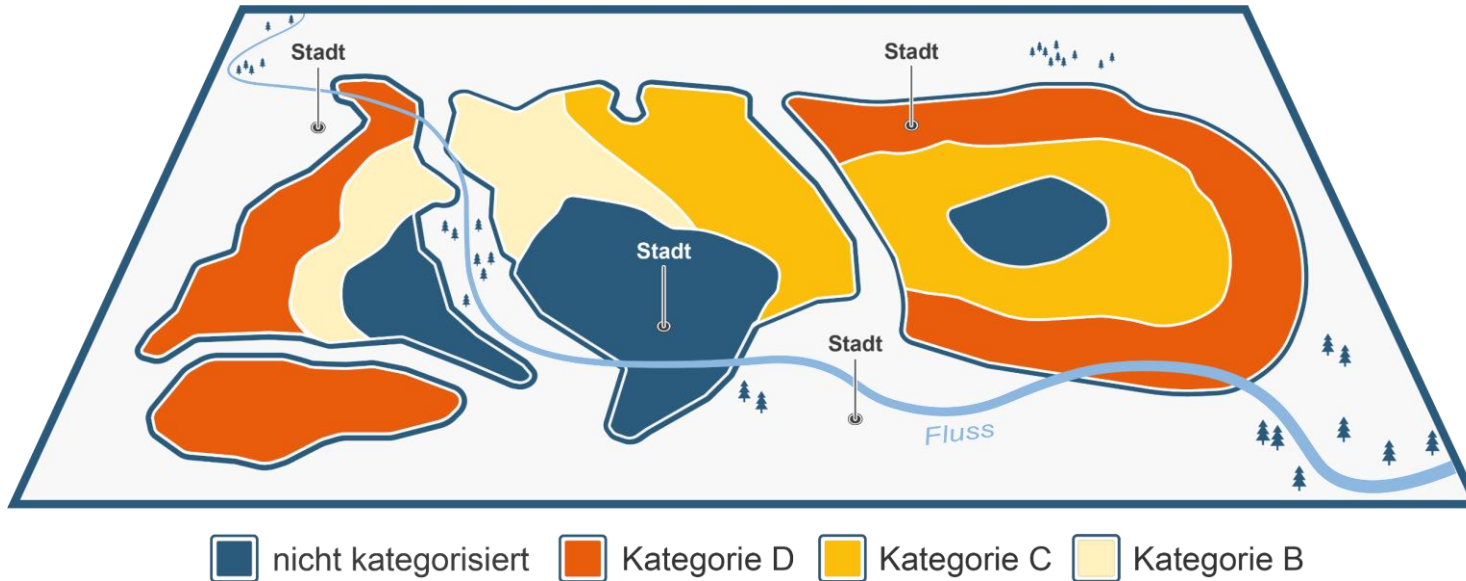 Stadt
Stadt
Stadt
Stadt
Fluss
nicht kategorisiert
Kategorie D
Kategorie C
Kategorie B